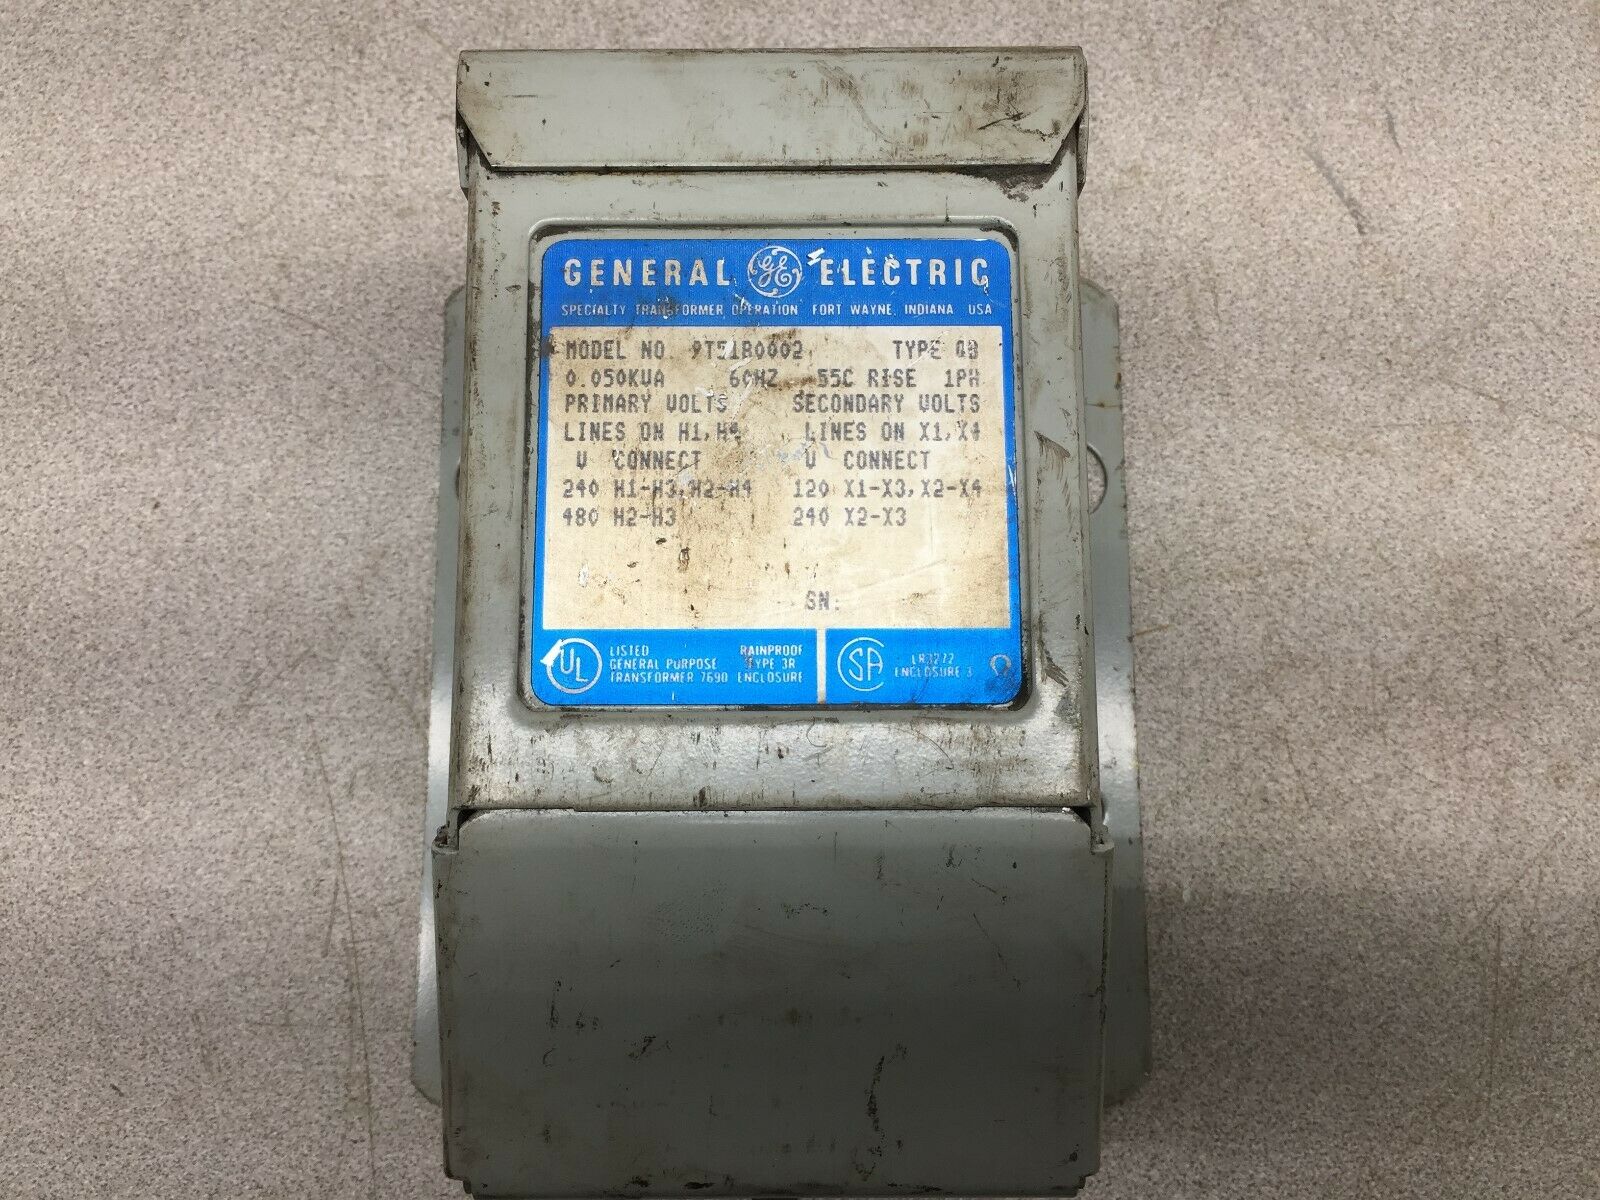 GENERAL GE ELECTRIC
SPECIALTY TRANSFORMER OPERATION FORT WAYNE, INDIANA USA
MODEL NO 9T51B0002 TYPE QB
0.050KVA 60HZ 55C RISE 1PH
PRIMARY VOLTS SECONDARY VOLTS
LINES ON H1,H4 LINES ON X1,X4
V CONNECT V CONNECT
240 H1-H3,H2-H4 120 X1-X3,X2-X4
480 H2-H3 240 X2-X3
SN:
UL LISTED RAINPROOF
GENERAL PURPOSE TYPE 3R
TRANSFORMER 7690 ENCLOSURE
SA LR3272
ENCLOSURE 3